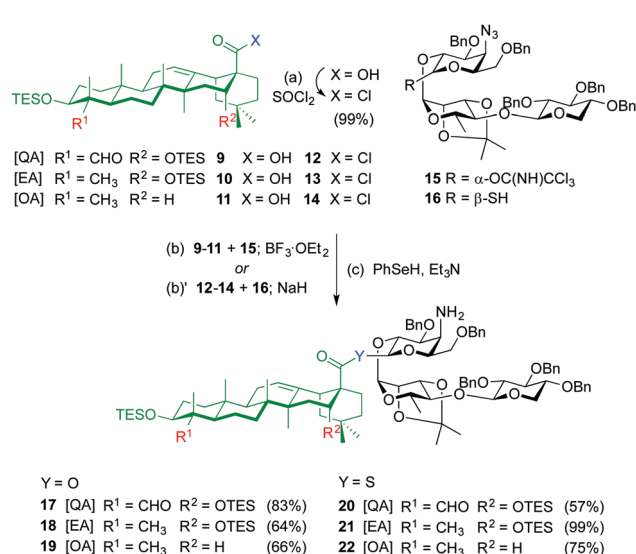 O X
TESO
R¹
R²
(a)
SOCl₂
X = OH
X = Cl
(99%)
BnO N₃
OBn
O
O
R
O
O
O
O
O
BnO
OBn
OBn
O
[QA] R¹ = CHO R² = OTES 9 X = OH 12 X = Cl
[EA] R¹ = CH₃ R² = OTES 10 X = OH 13 X = Cl
[OA] R¹ = CH₃ R² = H 11 X = OH 14 X = Cl
15 R = α-OC(NH)CCl₃
16 R = β-SH
(b) 9-11 + 15; BF₃·OEt₂
or
(b)' 12-14 + 16; NaH
(c) PhSeH, Et₃N
NH₂
BnO
OBn
O
O Y
O
O
O
O
O
O
BnO
OBn
OBn
O
TESO
R¹
R²
Y = O
17 [QA] R¹ = CHO R² = OTES (83%)
18 [EA] R¹ = CH₃ R² = OTES (64%)
19 [OA] R¹ = CH₃ R² = H (66%)
Y = S
20 [QA] R¹ = CHO R² = OTES (57%)
21 [EA] R¹ = CH₃ R² = OTES (99%)
22 [OA] R¹ = CH₃ R² = H (75%)